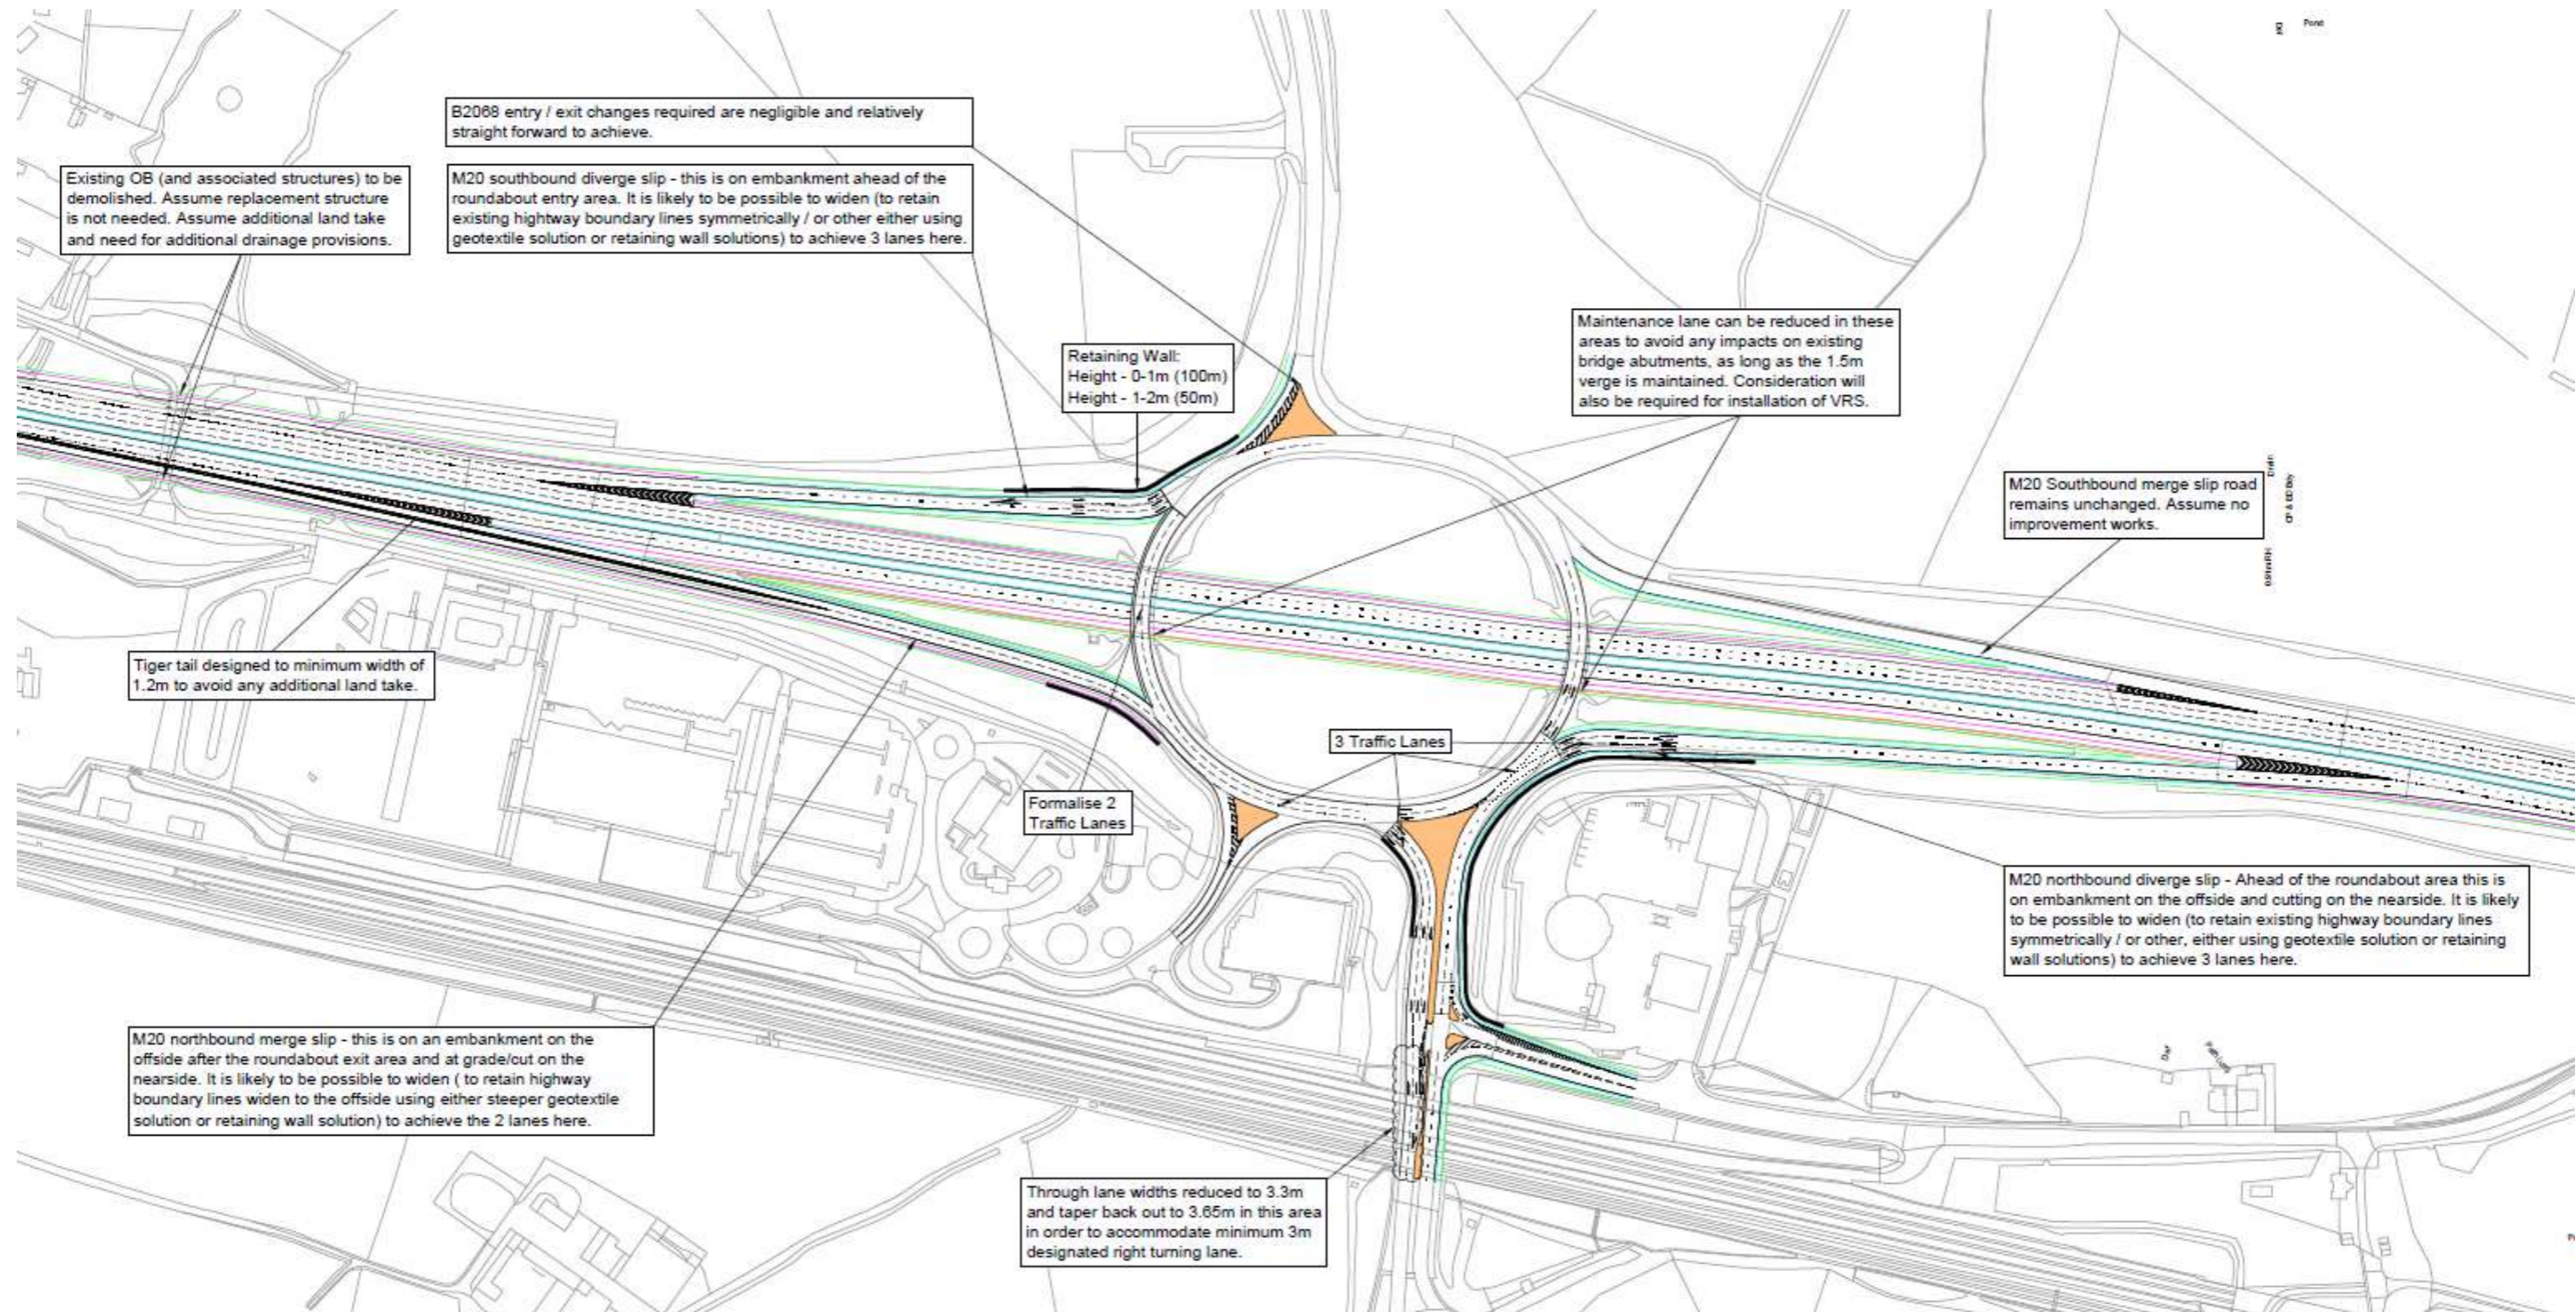 Pond
B2068 entry / exit changes required are negligible and relatively
straight forward to achieve.
Existing OB (and associated structures) to be
demolished. Assume replacement structure
is not needed. Assume additional land take
and need for additional drainage provisions.
M20 southbound diverge slip - this is on embankment ahead of the
roundabout entry area. It is likely to be possible to widen (to retain
existing hightway boundary lines symmetrically / or other either using
geotextile solution or retaining wall solutions) to achieve 3 lanes here.
Retaining Wall:
Height - 0-1m (100m)
Height - 1-2m (50m)
Maintenance lane can be reduced in these
areas to avoid any impacts on existing
bridge abutments, as long as the 1.5m
verge is maintained. Consideration will
also be required for installation of VRS.
M20 Southbound merge slip road
remains unchanged. Assume no
improvement works.
Drain
Tiger tail designed to minimum width of
1.2m to avoid any additional land take.
3 Traffic Lanes
Formalise 2
Traffic Lanes
M20 northbound diverge slip - Ahead of the roundabout area this is
on embankment on the offside and cutting on the nearside. It is likely
to be possible to widen (to retain existing highway boundary lines
symmetrically / or other, either using geotextile solution or retaining
wall solutions) to achieve 3 lanes here.
M20 northbound merge slip - this is on an embankment on the
offside after the roundabout exit area and at grade/cut on the
nearside. It is likely to be possible to widen ( to retain highway
boundary lines widen to the offside using either steeper geotextile
solution or retaining wall solution) to achieve the 2 lanes here.
Through lane widths reduced to 3.3m
and taper back out to 3.65m in this area
in order to accommodate minimum 3m
designated right turning lane.